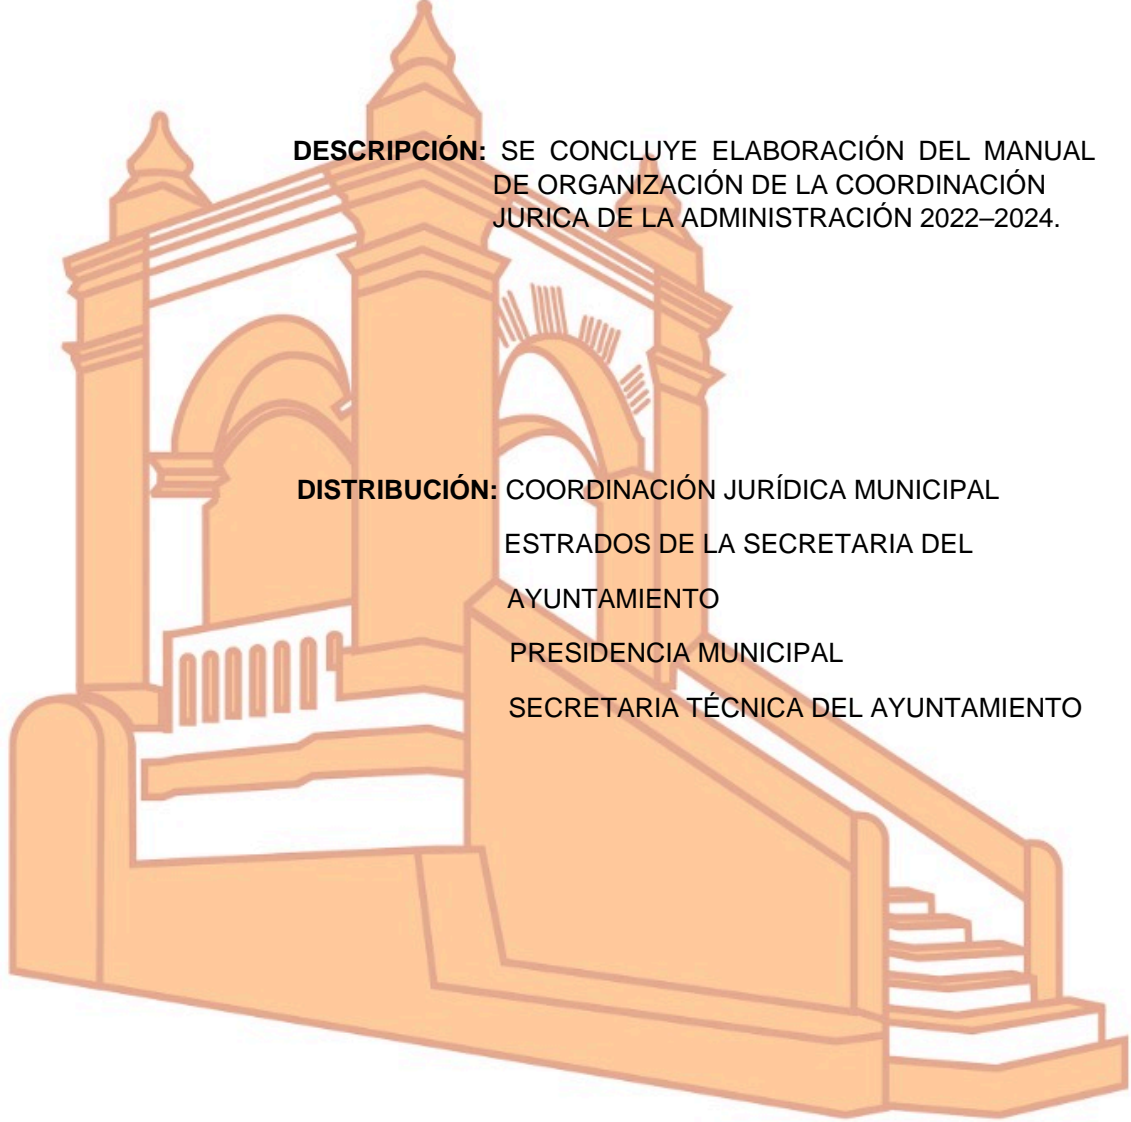 DESCRIPCIÓN: SE CONCLUYE ELABORACIÓN DEL MANUAL
DE ORGANIZACIÓN DE LA COORDINACIÓN
JURICA DE LA ADMINISTRACIÓN 2022–2024.
DISTRIBUCIÓN: COORDINACIÓN JURÍDICA MUNICIPAL
ESTRADOS DE LA SECRETARIA DEL
AYUNTAMIENTO
PRESIDENCIA MUNICIPAL
SECRETARIA TÉCNICA DEL AYUNTAMIENTO